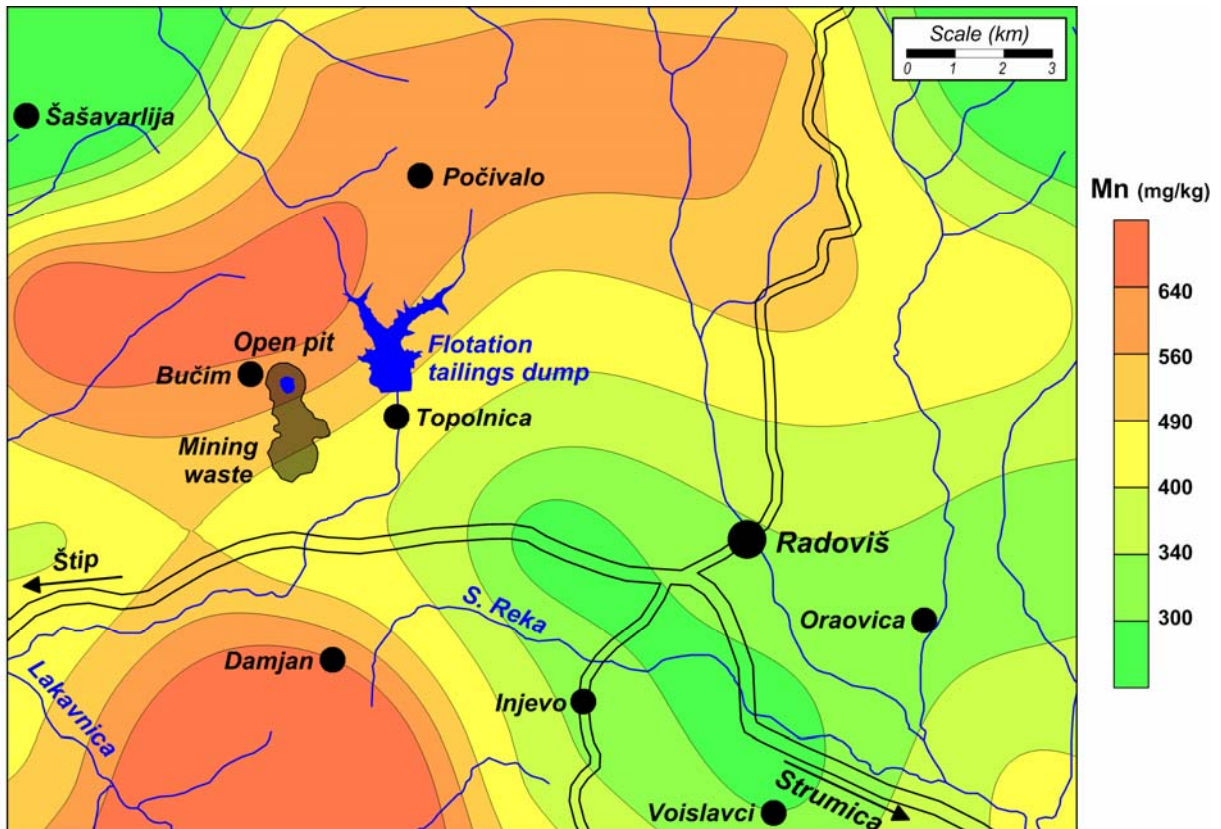 Scale (km)
0 1 2 3
Šašavarlija
Počivalo
Mn (mg/kg)
640
560
490
400
340
300
Open pit
Bučim
Flotation
tailings dump
Topolnica
Mining
waste
Radoviš
Štip
S. Reka
Oraovica
Damjan
Lakavnica
Injevo
Strumica
Voislavci